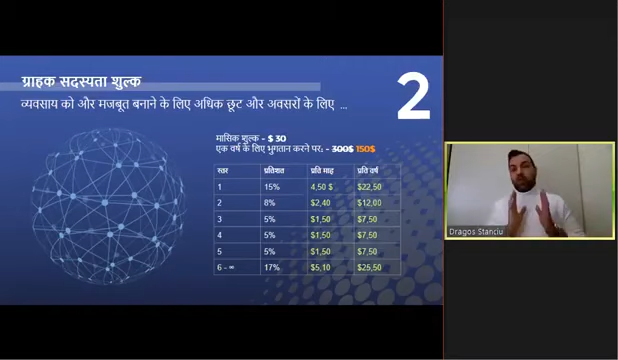 ग्राहक सदस्यता शुल्क
व्यवसाय को और मजबूत बनाने के लिए अधिक छूट और अवसरों के लिए ...
2
मासिक शुल्क - $ 30
एक वर्ष के लिए भुगतान करने पर: - 300$ 150$
स्तर प्रतिशत प्रति माह प्रति वर्ष
1 15% 4,50 $ $22,50
2 8% $2,40 $12,00
3 5% $1,50 $7,50
4 5% $1,50 $7,50
5 5% $1,50 $7,50
6 - ∞ 17% $5,10 $25,50
Dragos Stanciu